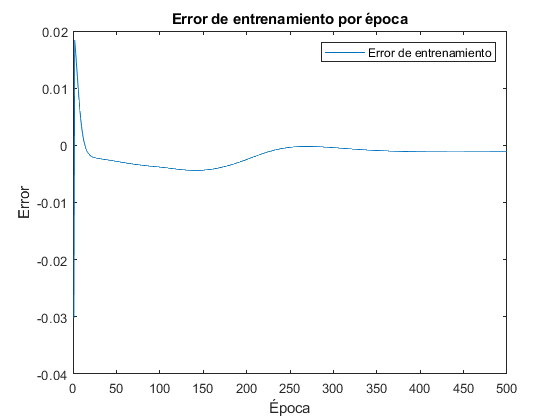 Error de entrenamiento por época
Error de entrenamiento
0.02
0.01
0
-0.01
-0.02
-0.03
-0.04
Error
0 50 100 150 200 250 300 350 400 450 500
Época